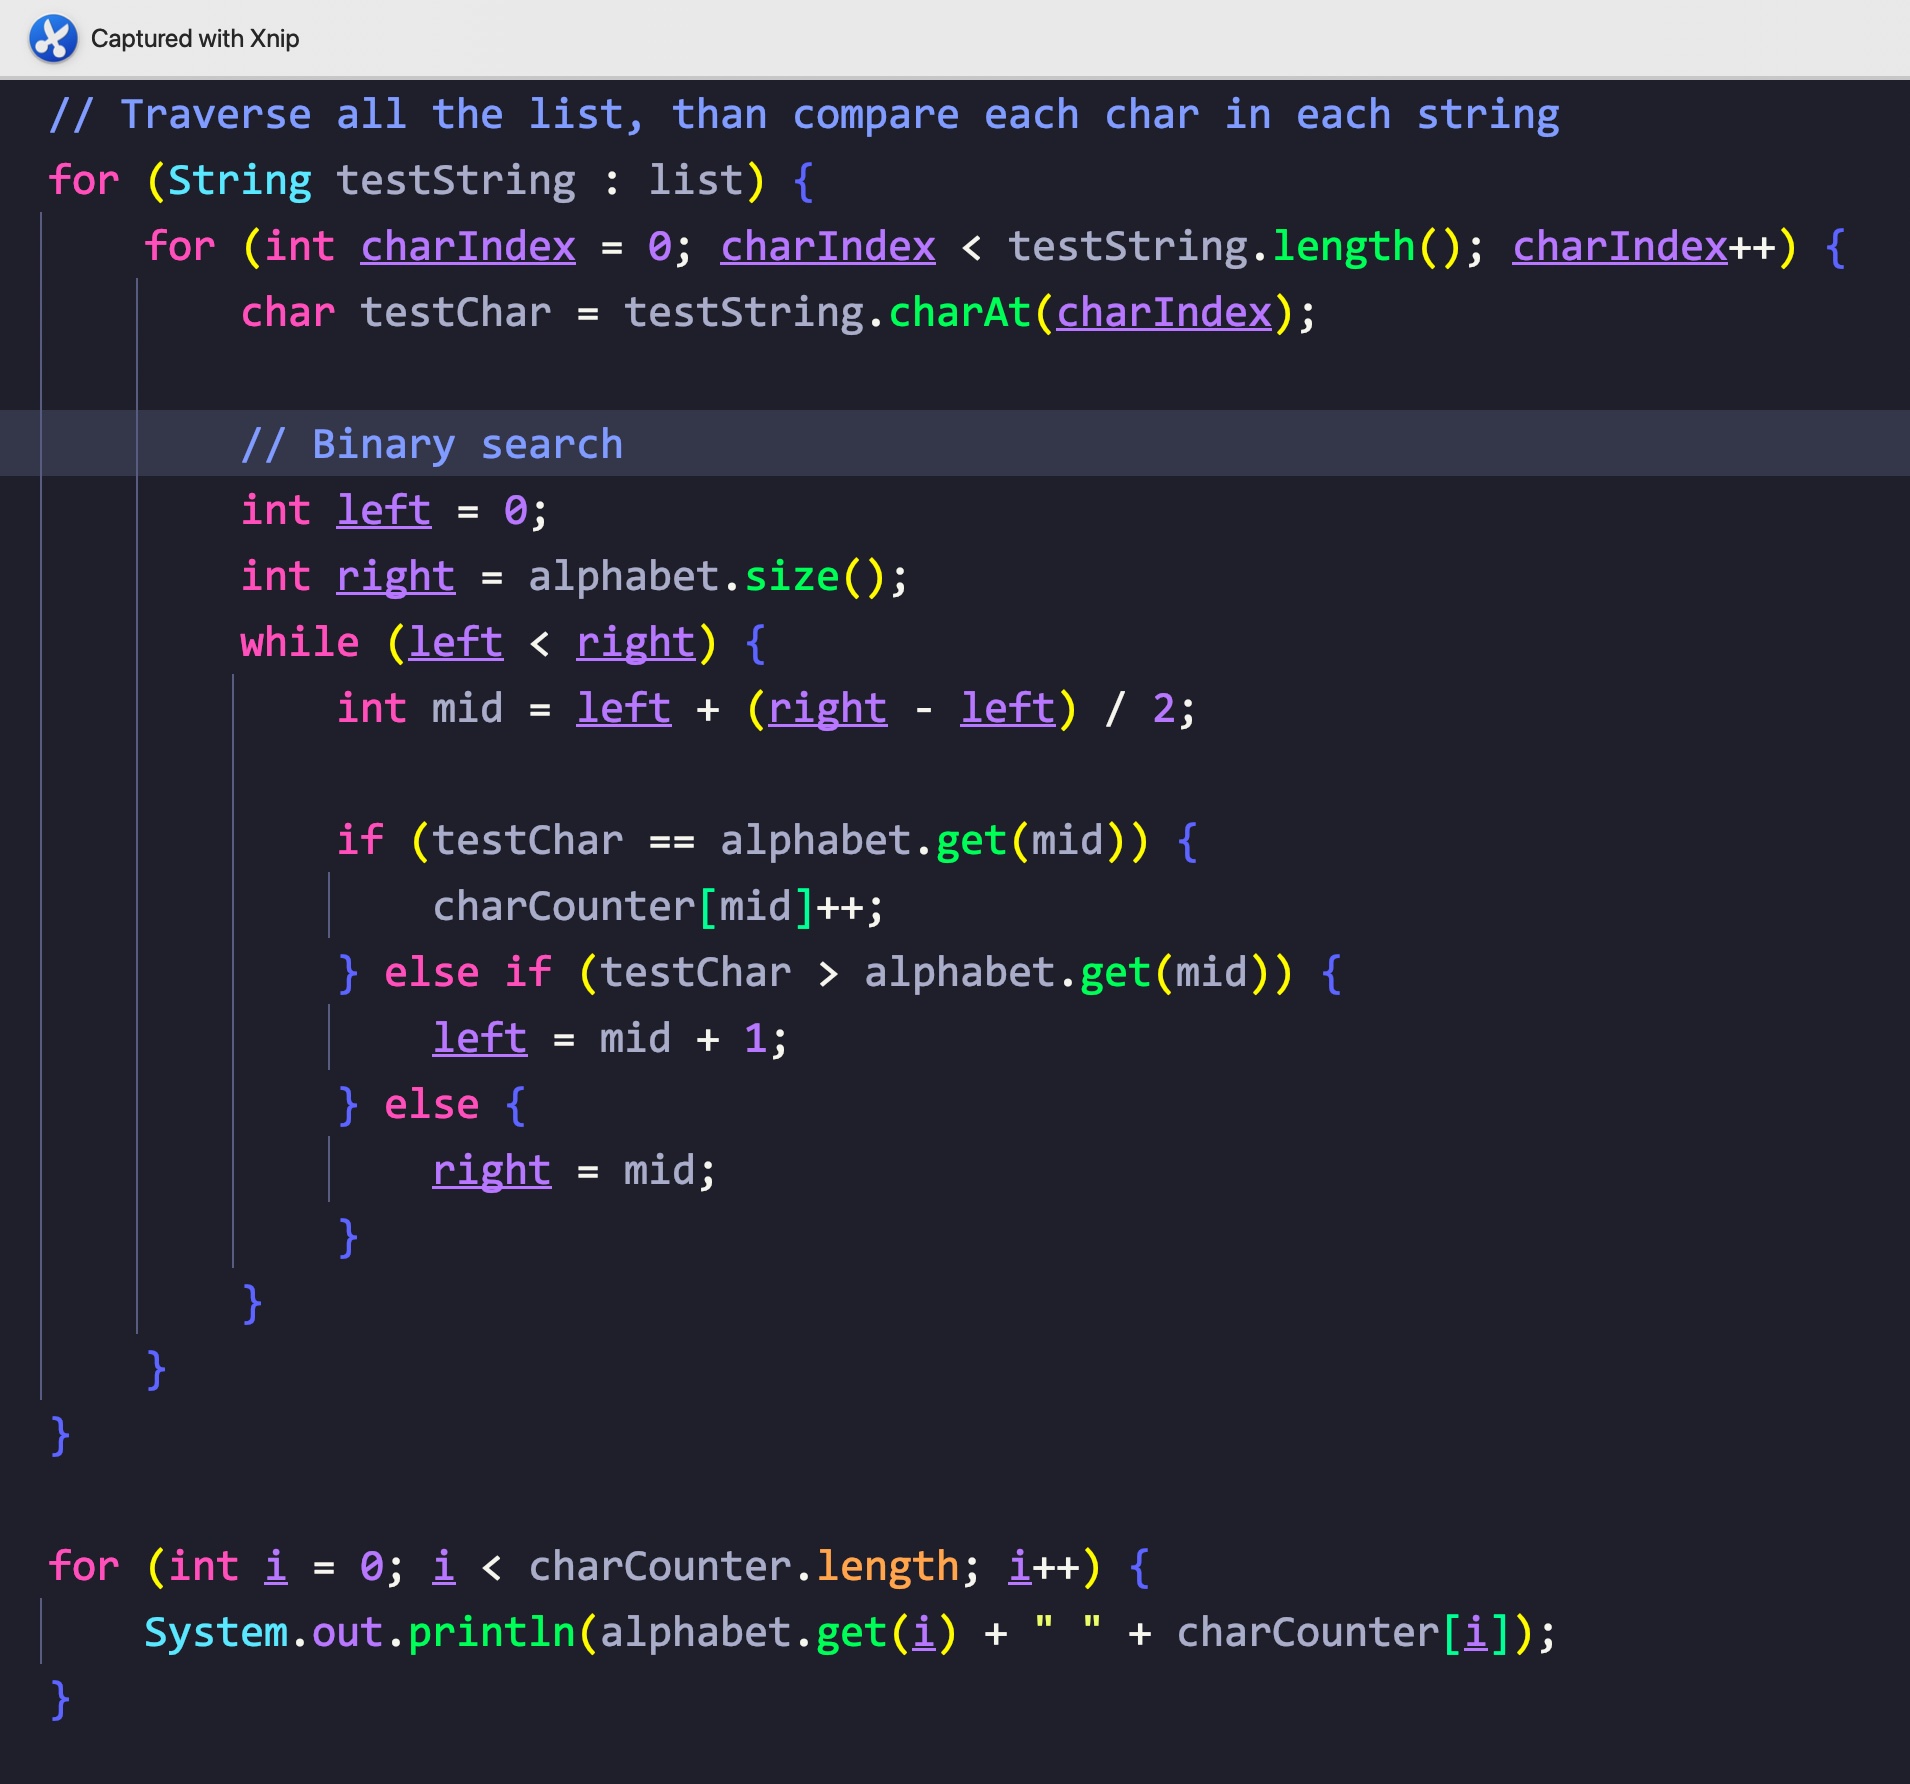 Captured with Xnip
// Traverse all the list, than compare each char in each string
for (String testString : list) {
for (int charIndex = 0; charIndex < testString.length(); charIndex++) {
char testChar = testString.charAt(charIndex);
// Binary search
int left = 0;
int right = alphabet.size();
while (left < right) {
int mid = left + (right - left) / 2;
if (testChar == alphabet.get(mid)) {
charCounter[mid]++;
} else if (testChar > alphabet.get(mid)) {
left = mid + 1;
} else {
right = mid;
}
}
}
}
for (int i = 0; i < charCounter.length; i++) {
System.out.println(alphabet.get(i) + " " + charCounter[i]);
}